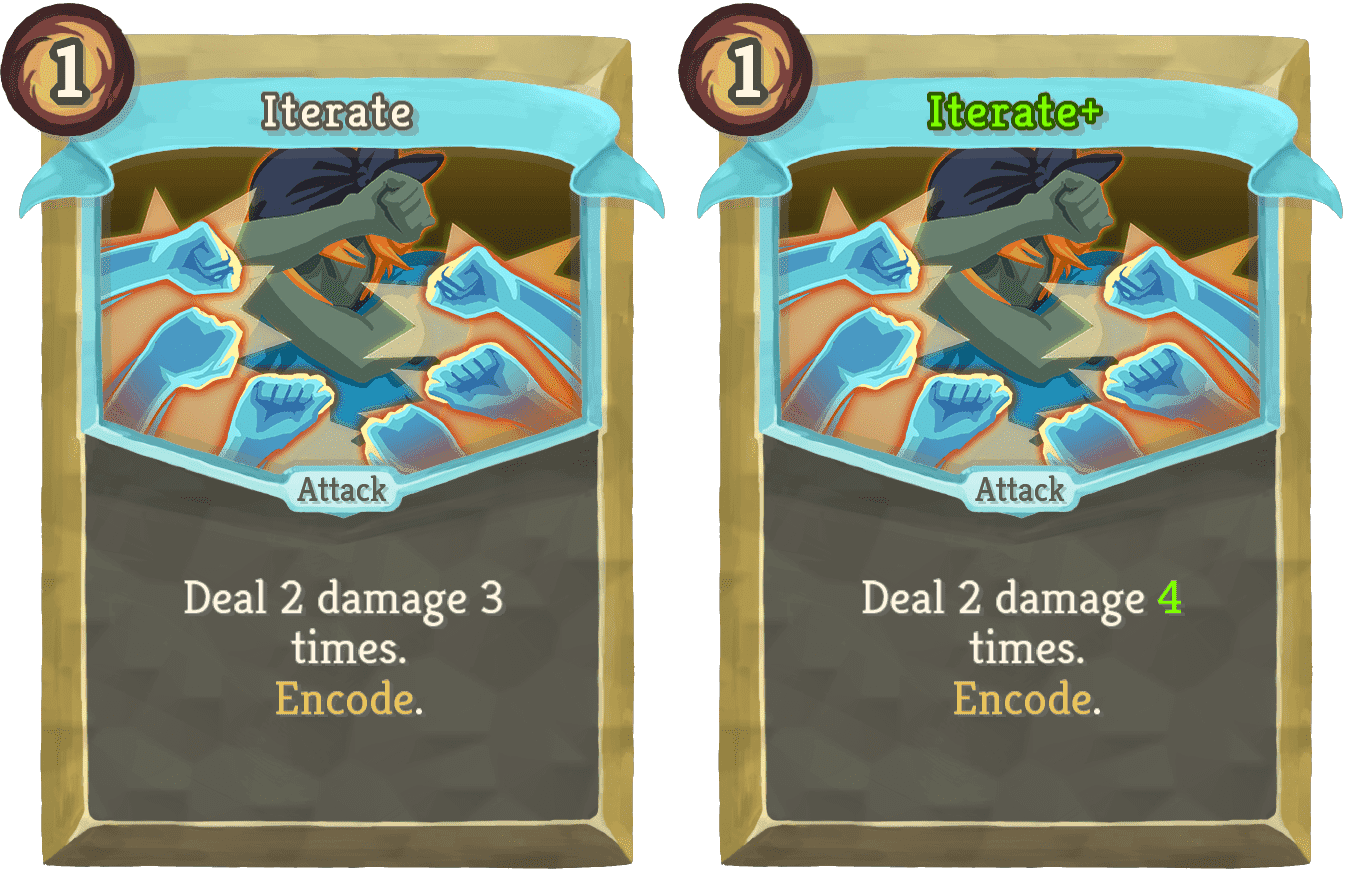 1
Iterate
Attack
Deal 2 damage 3
times.
Encode.
1
Iterate+
Attack
Deal 2 damage 4
times.
Encode.